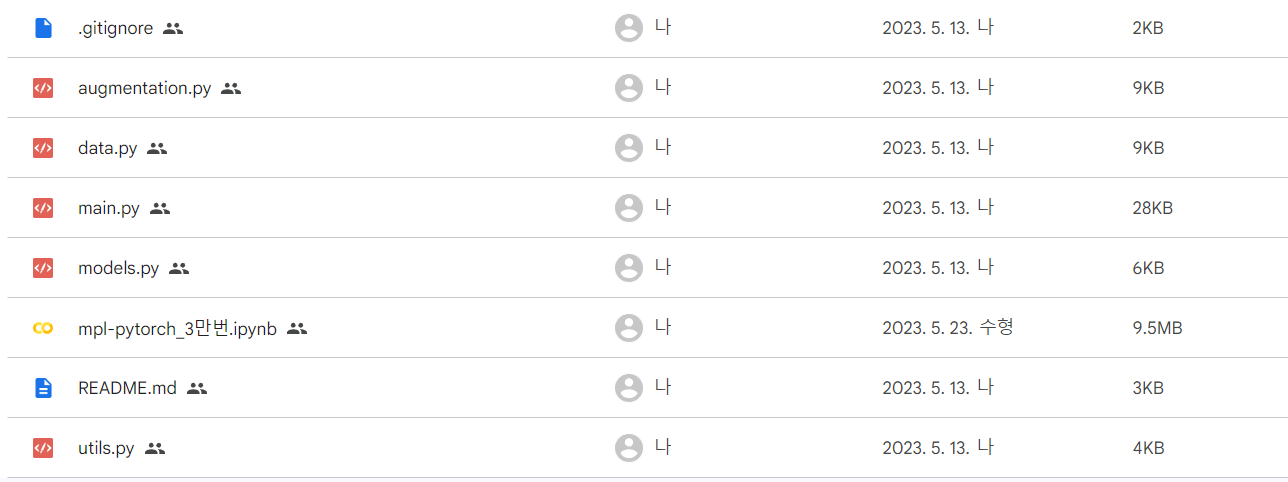 .gitignore 나 2023. 5. 13. 나 2KB
augmentation.py 나 2023. 5. 13. 나 9KB
data.py 나 2023. 5. 13. 나 9KB
main.py 나 2023. 5. 13. 나 28KB
models.py 나 2023. 5. 13. 나 6KB
mpl-pytorch_3만번.ipynb 나 2023. 5. 23. 수형 9.5MB
README.md 나 2023. 5. 13. 나 3KB
utils.py 나 2023. 5. 13. 나 4KB